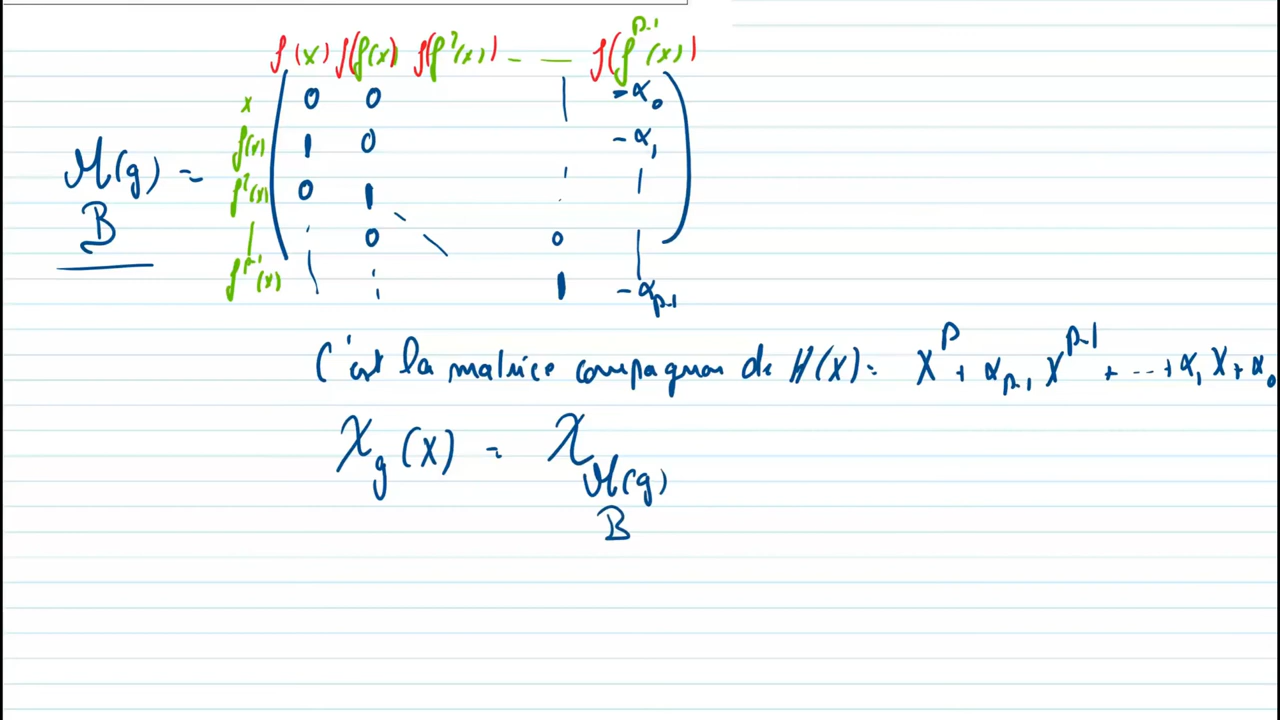 f(x) f(f(x) f(f²(x)) - — f(f^{p-1}(x))
x 0 0 | -α₀
f(x) 1 0 -α₁
M(g) = f²(x) 0 1
B | 0 0
f^{p-1}(x) 1 -α_{p-1}
C'est la matrice compagnon de H(X) = X^p + α_{p-1} X^{p-1} + ... + α₁ X + α₀
χ_g (X) = χ_{M(g)}
B